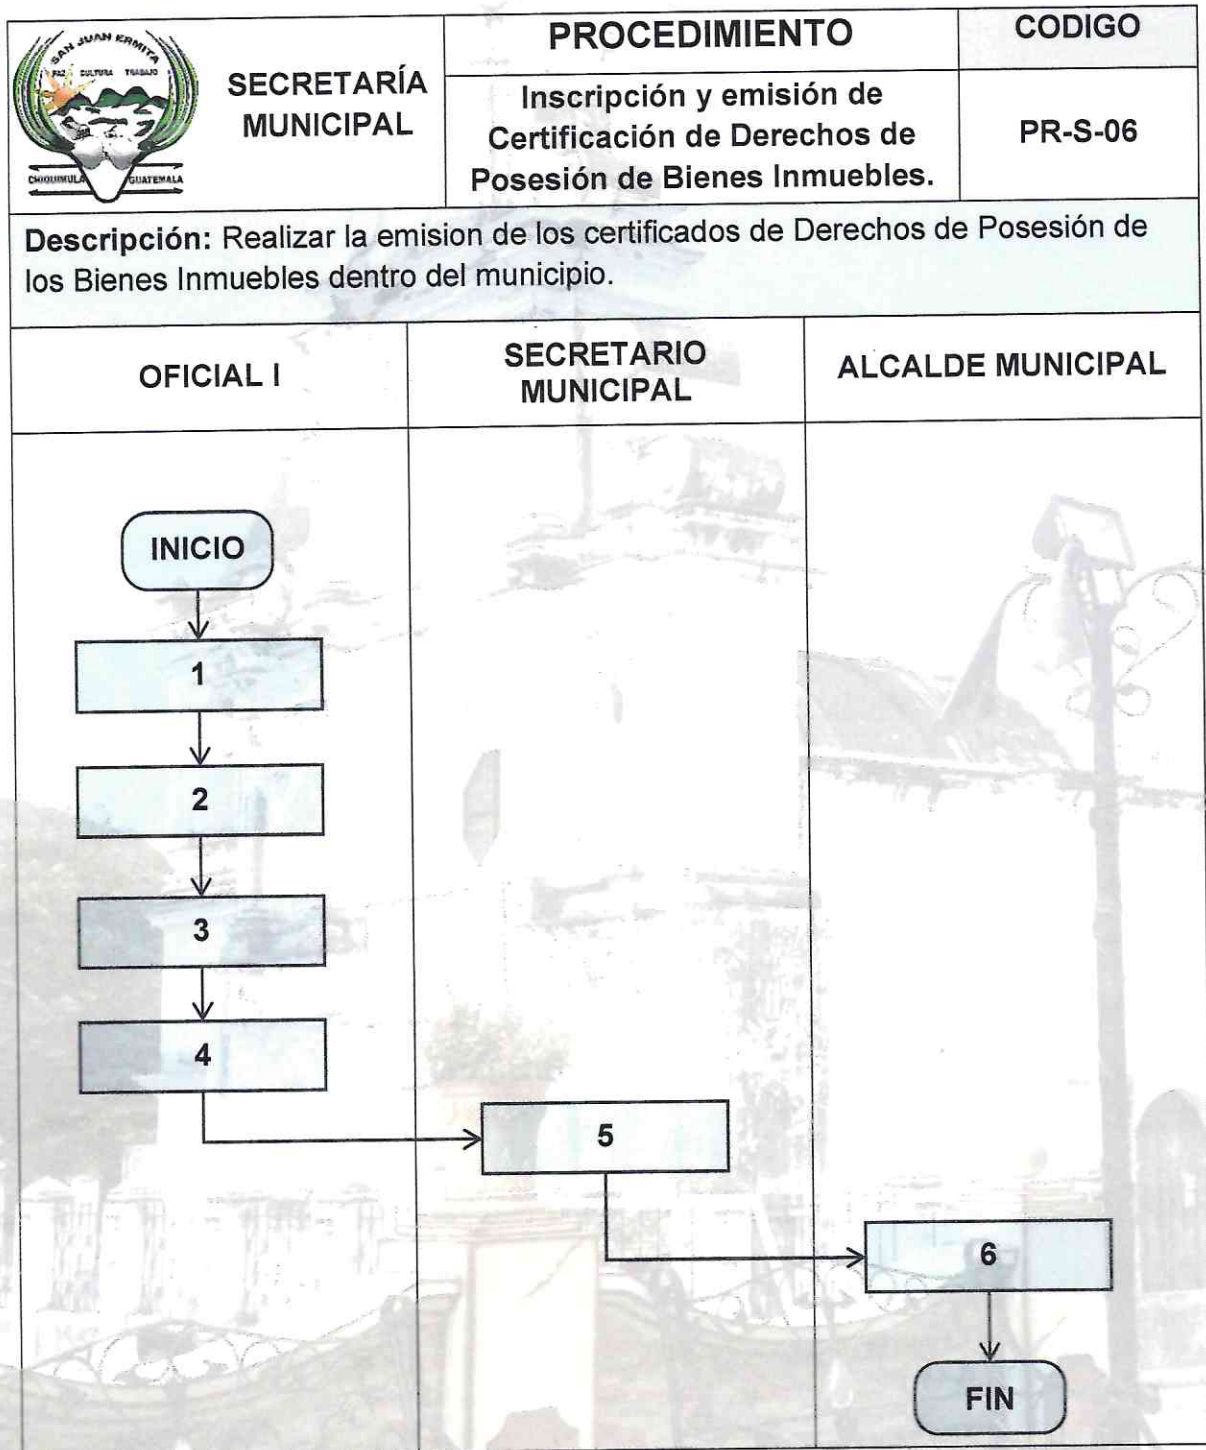 SAN JUAN ERMITA
PAZ CULTURA TRABAJO
CHIQUIMULA GUATEMALA
SECRETARÍA
MUNICIPAL
PROCEDIMIENTO
Inscripción y emisión de
Certificación de Derechos de
Posesión de Bienes Inmuebles.
CODIGO
PR-S-06
Descripción: Realizar la emision de los certificados de Derechos de Posesión de
los Bienes Inmuebles dentro del municipio.
OFICIAL I
SECRETARIO
MUNICIPAL
ALCALDE MUNICIPAL
INICIO
1
2
3
4
5
6
FIN